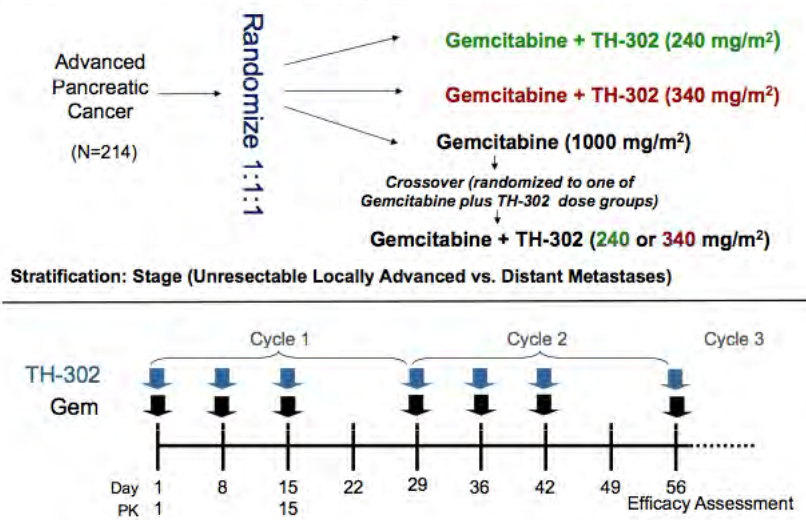 Advanced
Pancreatic
Cancer
(N=214)
Randomize 1:1:1
Gemcitabine + TH-302 (240 mg/m²)
Gemcitabine + TH-302 (340 mg/m²)
Gemcitabine (1000 mg/m²)
Crossover (randomized to one of
Gemcitabine plus TH-302 dose groups)
Gemcitabine + TH-302 (240 or 340 mg/m²)
Stratification: Stage (Unresectable Locally Advanced vs. Distant Metastases)
Cycle 1 Cycle 2 Cycle 3
TH-302
Gem
Day 1 8 15 22 29 36 42 49 56
Efficacy Assessment
PK 1 15